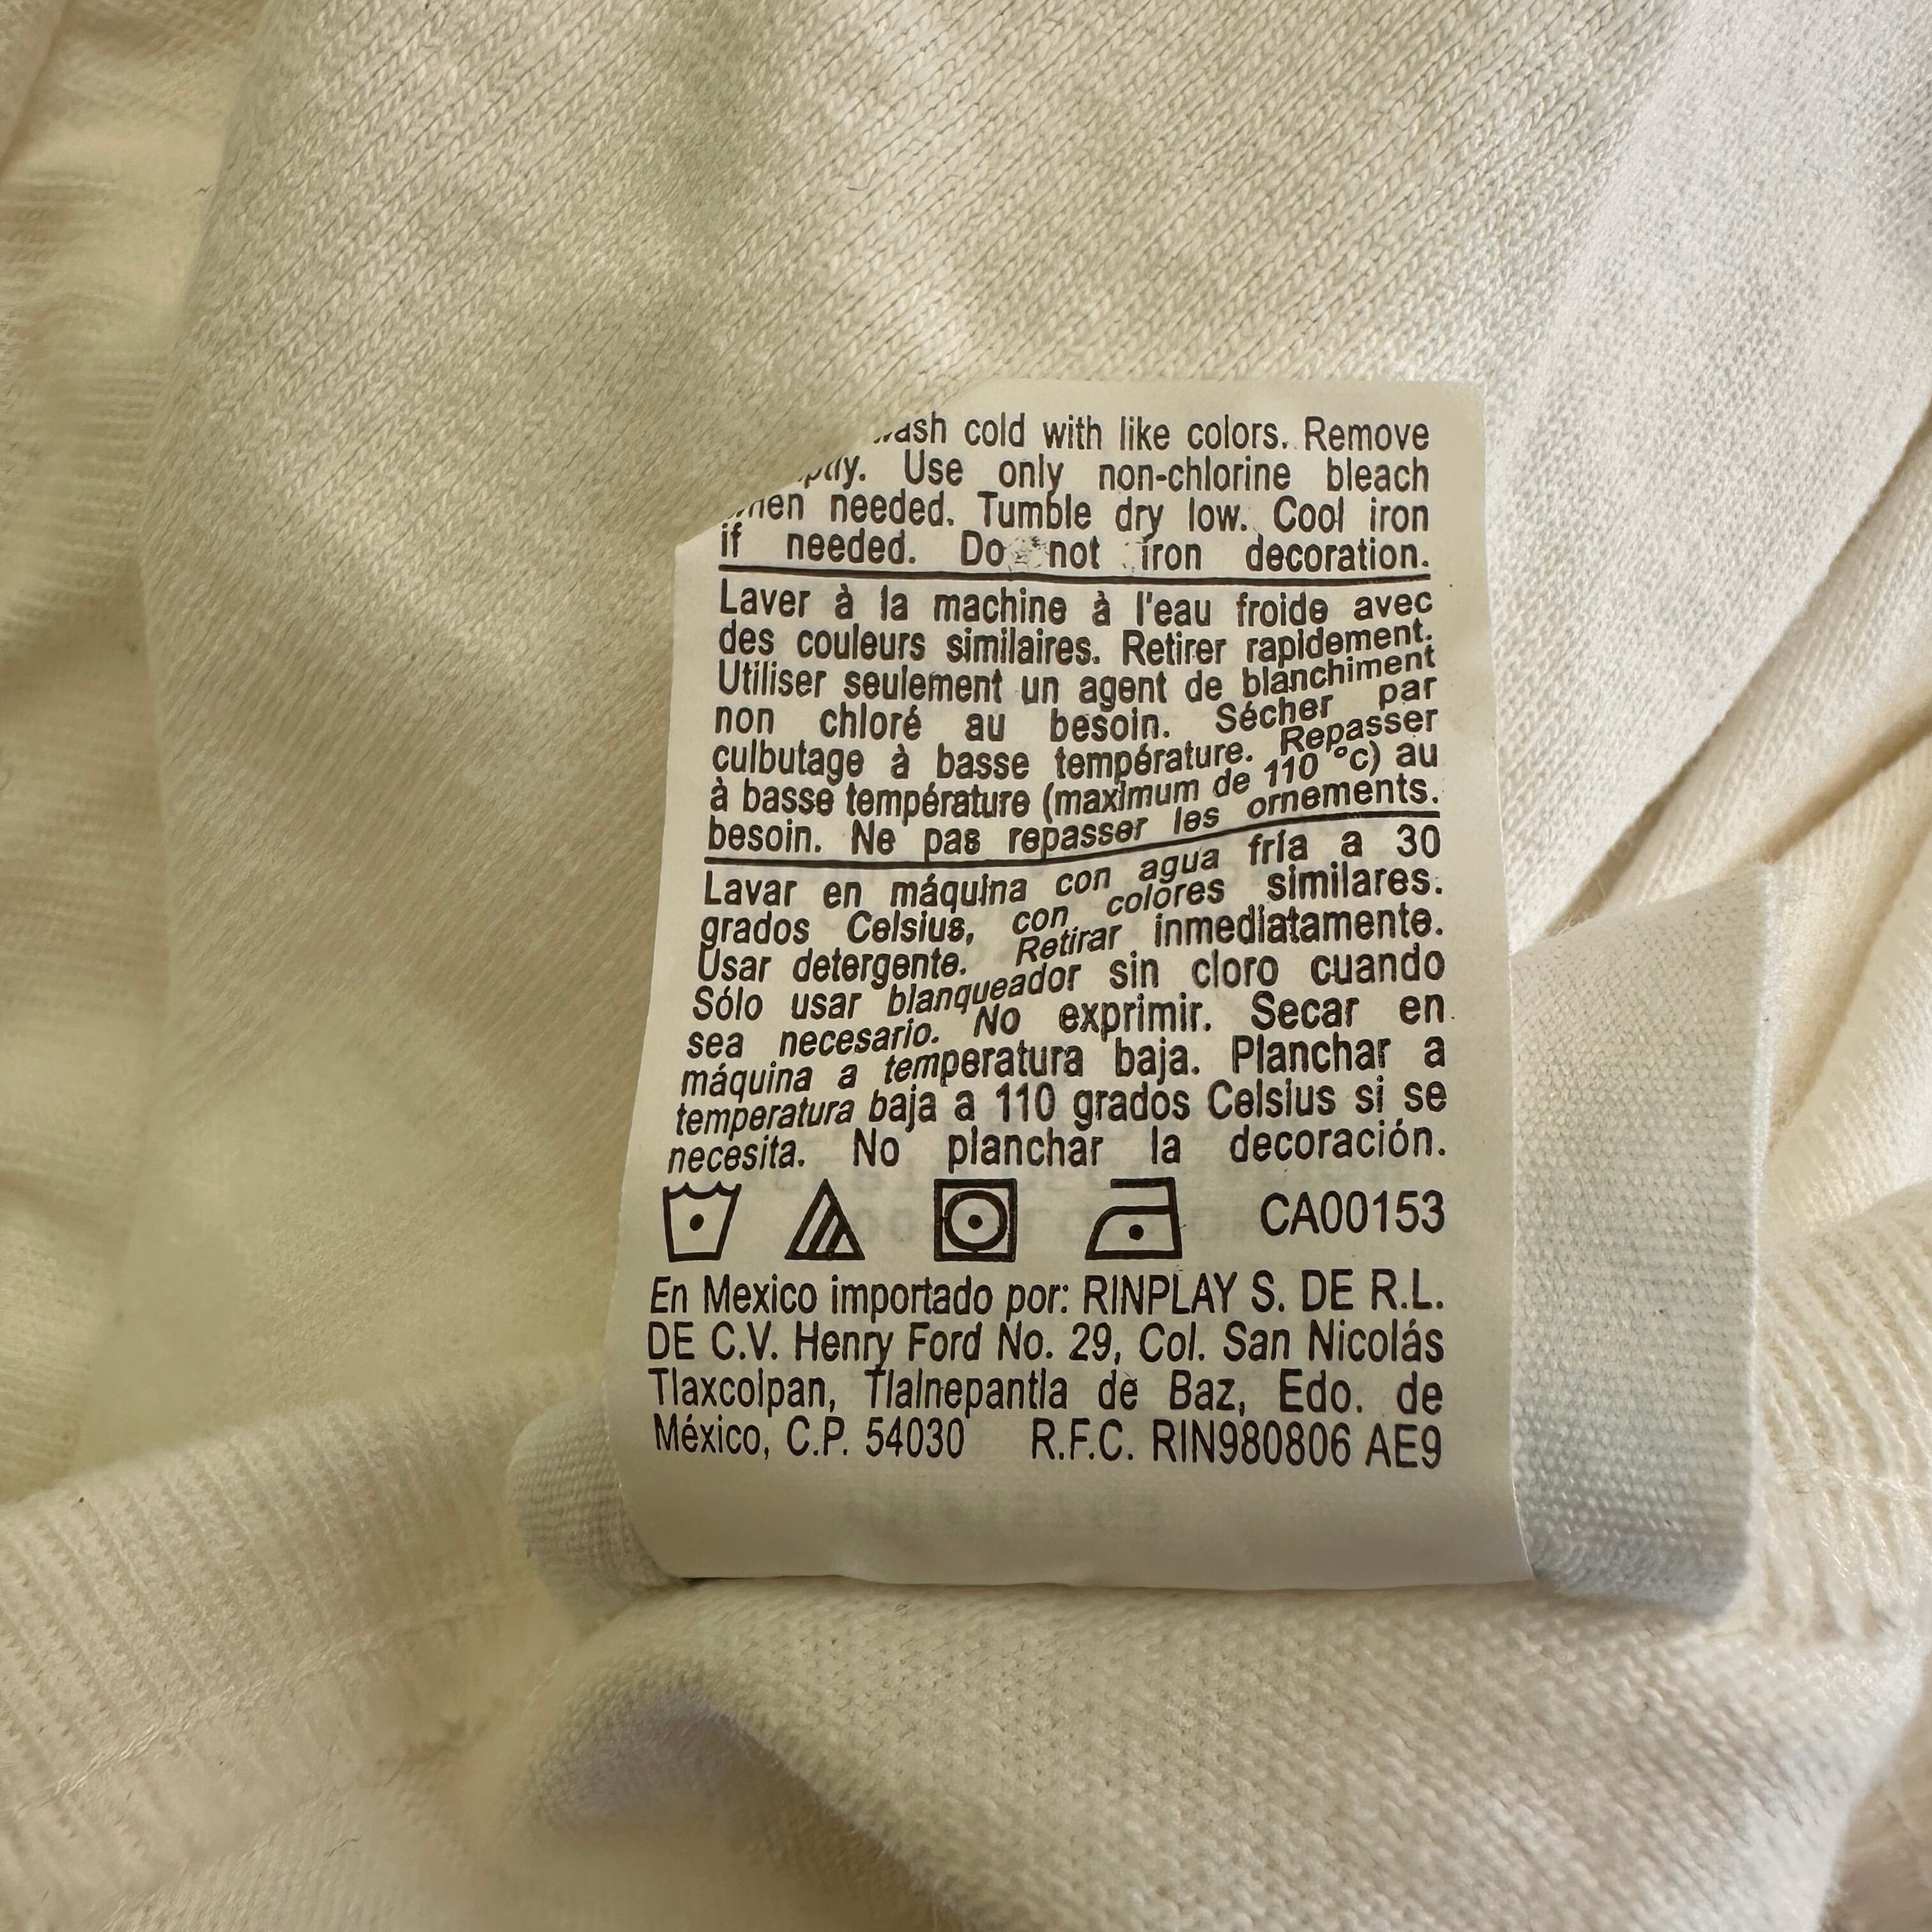 cold with like colors. Remove
Use only non-chlorine bleach
needed. Tumble dry low. Cool iron
if needed. Do not iron decoration.
Laver à la machine à l'eau froide avec
des couleurs similaires. Retirer rapidement.
Utiliser seulement un agent de blanchiment
non chloré au besoin. Sécher par
culbutage à basse température. Repasser
à basse température (maximum de 110 °c) au
besoin. Ne pas repasser les ornements.
Lavar en máquina con agua fría a 30
grados Celsius, con colores similares.
Usar detergente. Retirar inmediatamente.
Sólo usar blanqueador sin cloro cuando
sea necesario. No exprimir. Secar en
máquina a temperatura baja. Planchar a
temperatura baja a 110 grados Celsius si se
necesita. No planchar la decoración.
CA00153
En Mexico importado por: RINPLAY S. DE R.L.
DE C.V. Henry Ford No. 29, Col. San Nicolás
Tlaxcolpan, Tlalnepantla de Baz, Edo. de
México, C.P. 54030 R.F.C. RIN980806 AE9